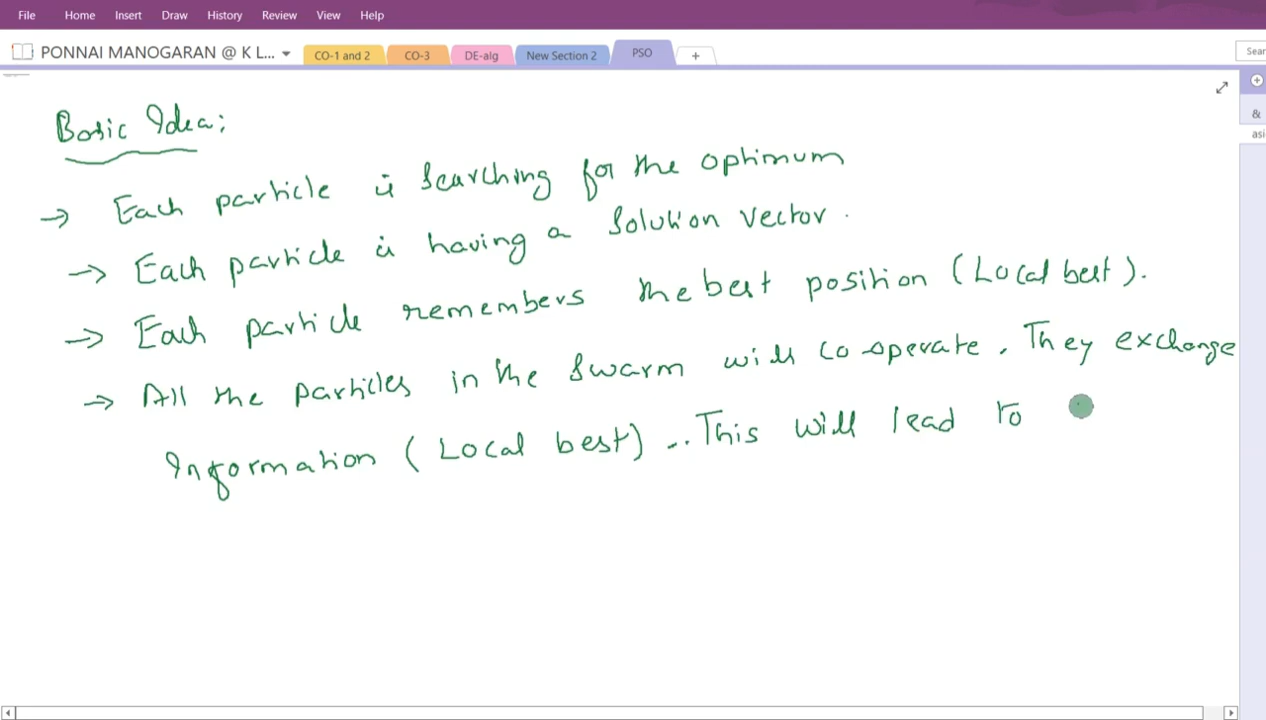 File Home Insert Draw History Review View Help
PONNAI MANOGARAN @ K L... CO-1 and 2 CO-3 DE-alg New Section 2 PSO + Sear
Basic Idea:
→ Each particle is searching for the optimum
→ Each particle is having a solution vector.
→ Each particle remembers the best position (Local best).
→ All the particles in the swarm will co operate. They exchange
Information (Local best) .. This will lead to
&
asi